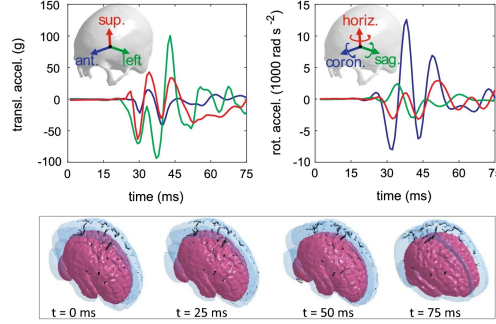 150
100
50
0
-50
-100
transl. accel. (g)
sup.
ant.
left
0
15
30
45
60
75
time (ms)
15
10
5
0
-5
-10
rot. accel. (1000 rad s⁻²)
horiz.
coron.
sag.
0
15
30
45
60
75
time (ms)
t = 0 ms
t = 25 ms
t = 50 ms
t = 75 ms